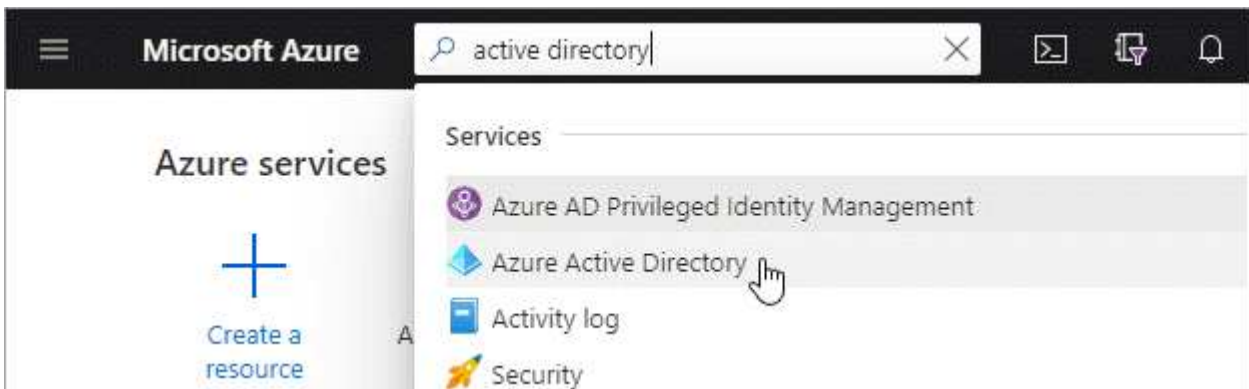 Microsoft Azure
active directory
Azure services
Services
Azure AD Privileged Identity Management
Azure Active Directory
Activity log
Security
Create a
resource
A